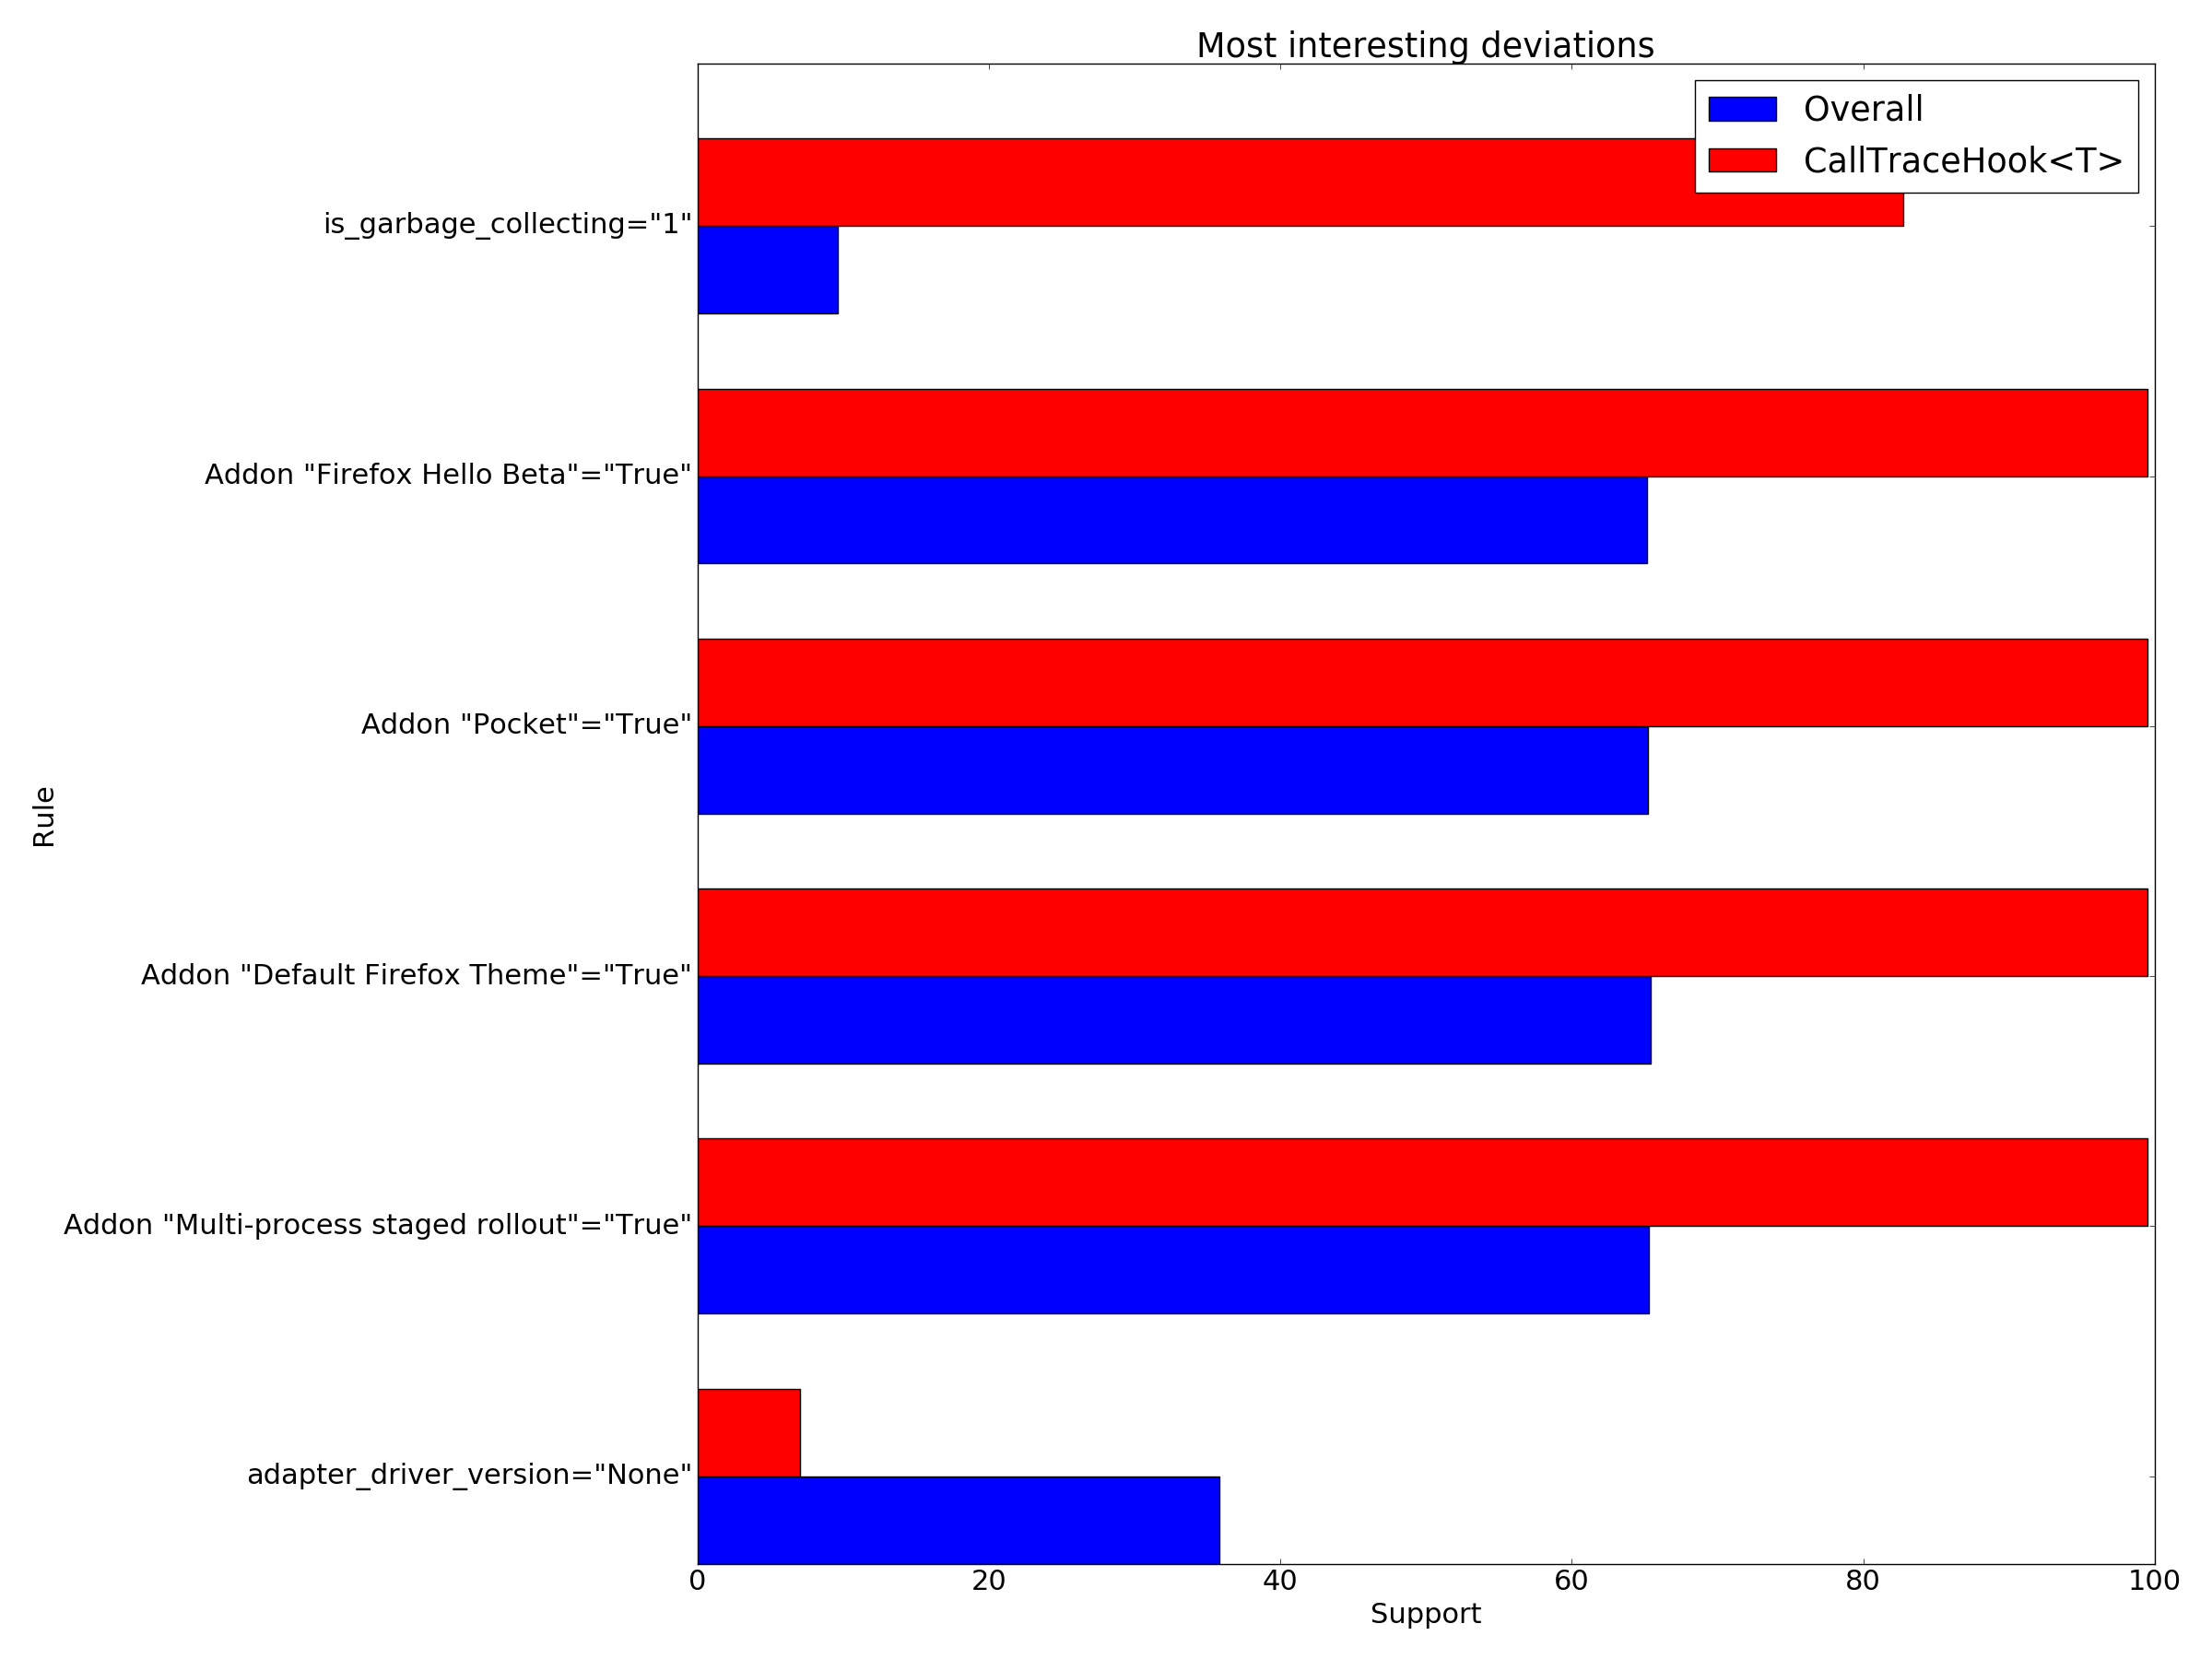 Most interesting deviations
Overall
CallTraceHook<T>
is_garbage_collecting="1"
Addon "Firefox Hello Beta"="True"
Addon "Pocket"="True"
Rule
Addon "Default Firefox Theme"="True"
Addon "Multi-process staged rollout"="True"
adapter_driver_version="None"
0 20 40 60 80 100
Support